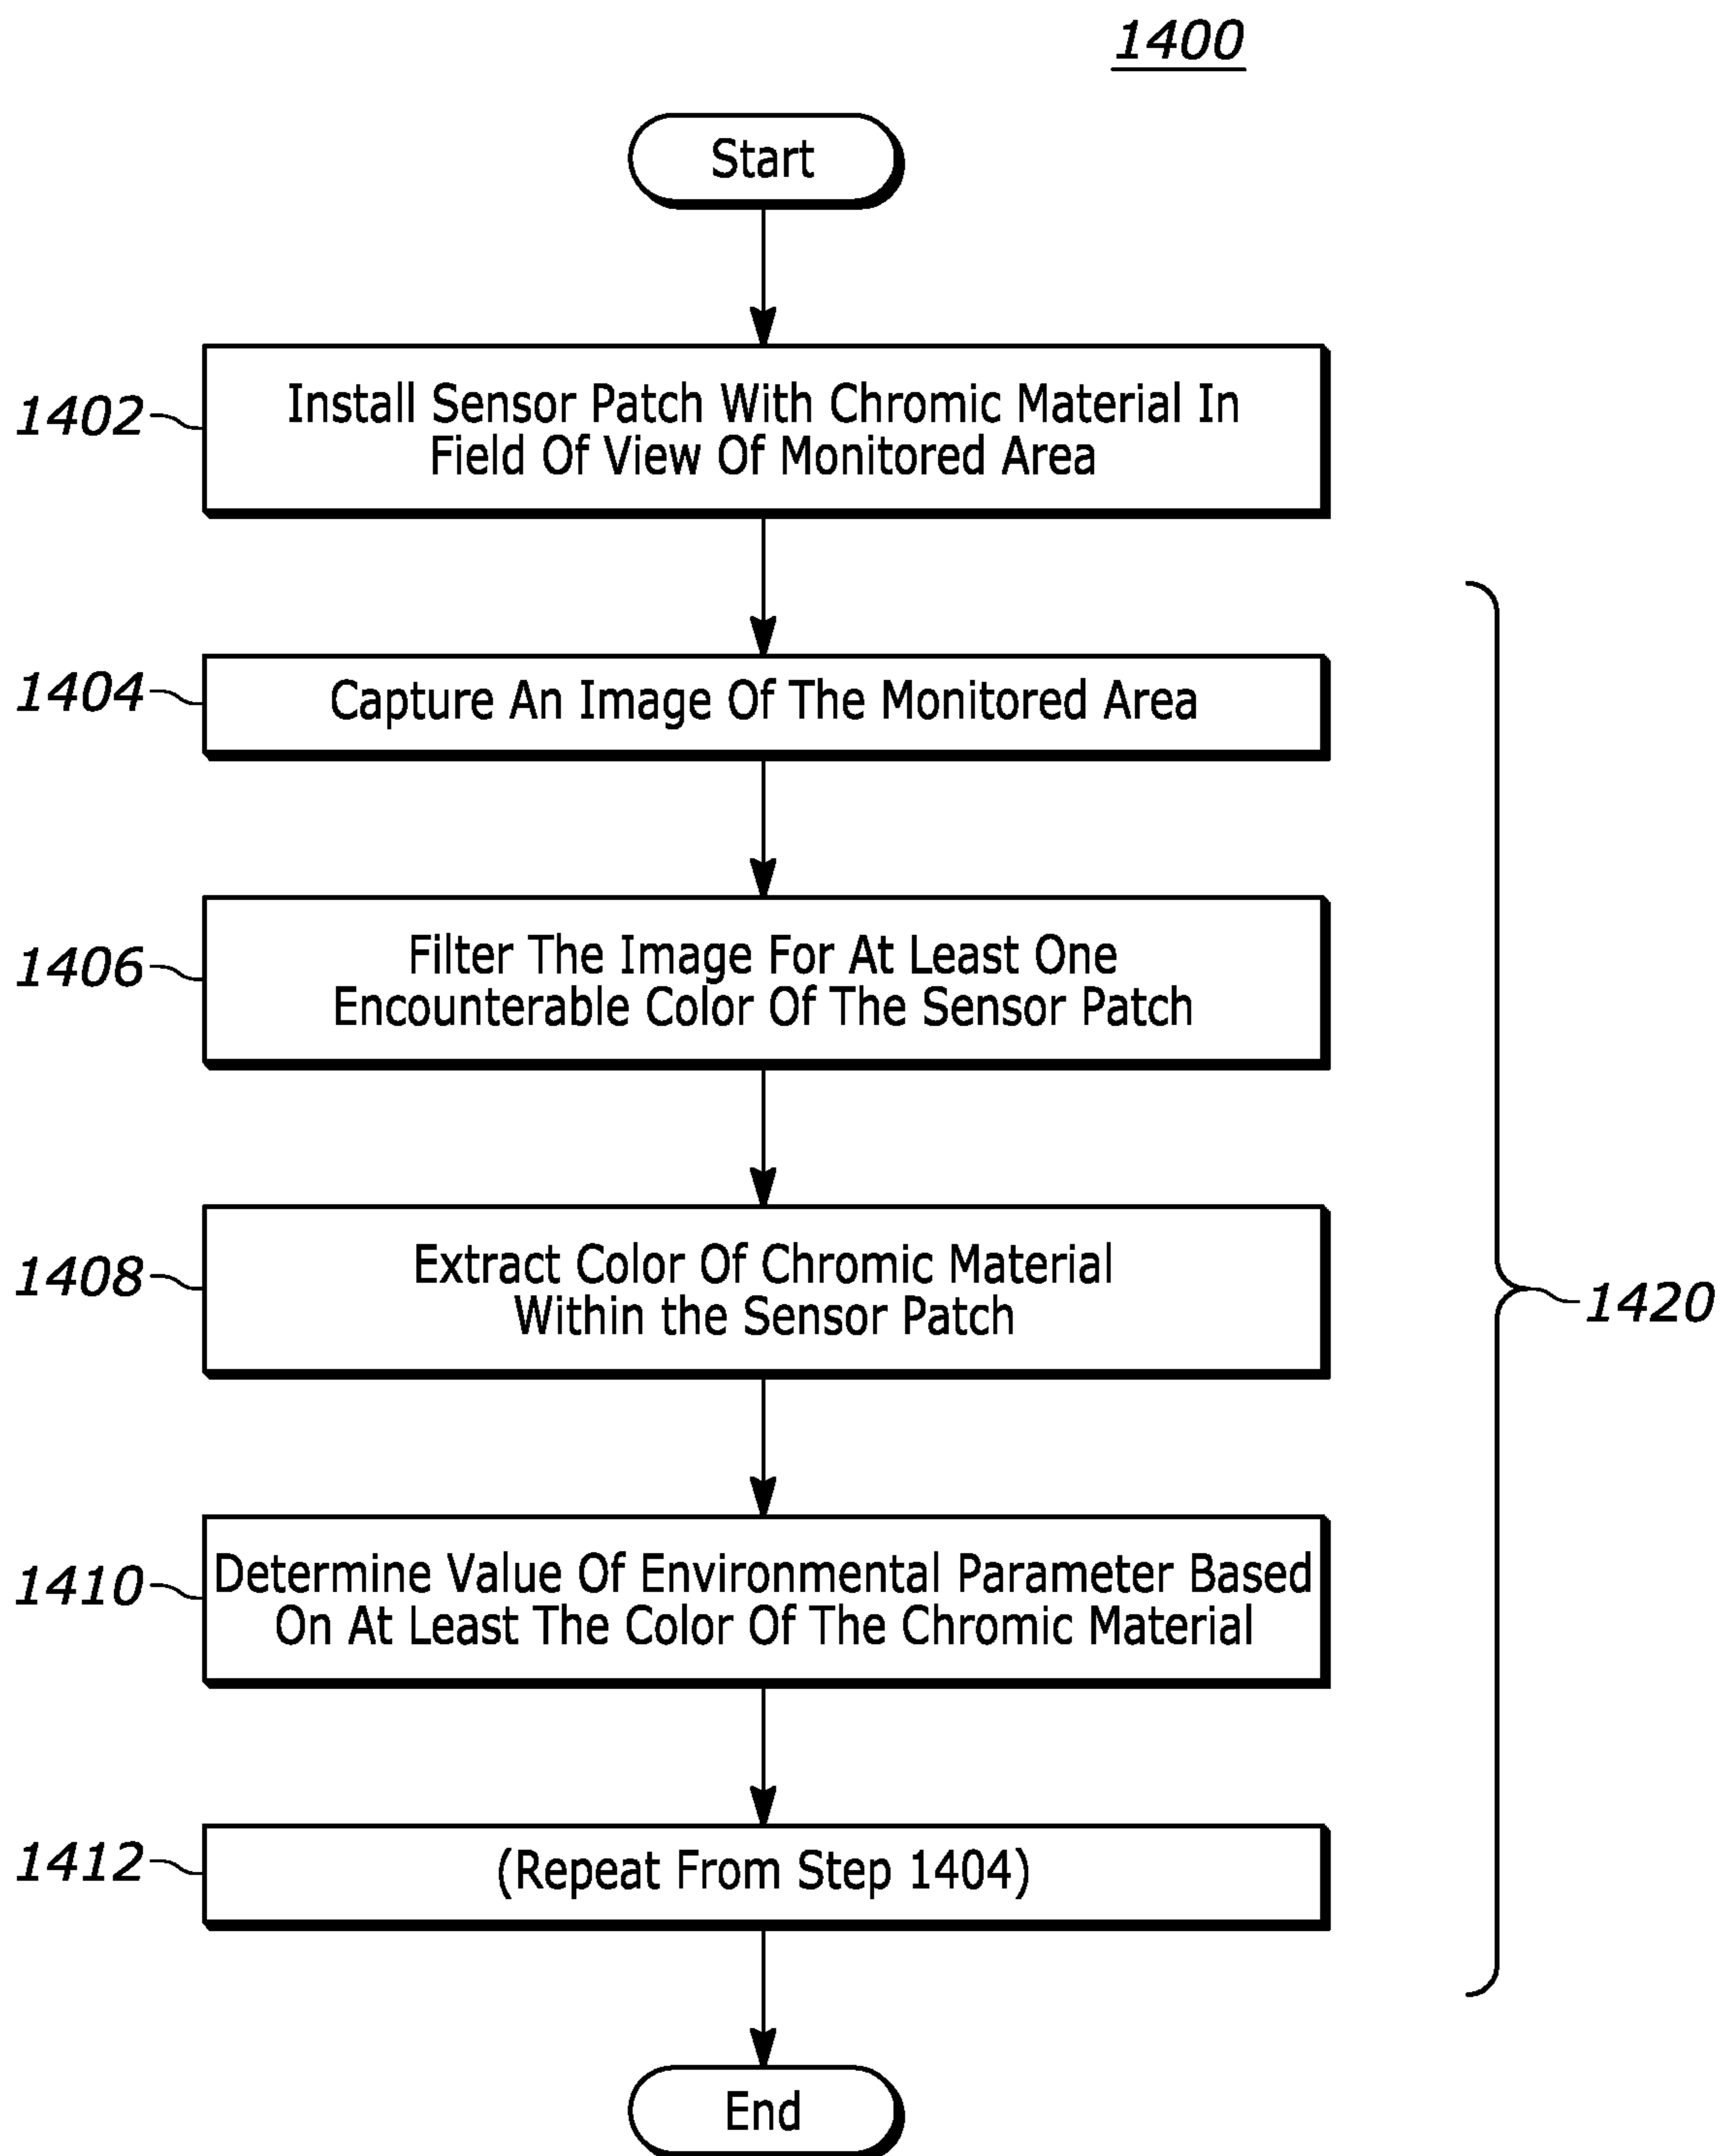 1400
Start
1402
Install Sensor Patch With Chromic Material In
Field Of View Of Monitored Area
1404
Capture An Image Of The Monitored Area
1406
Filter The Image For At Least One
Encounterable Color Of The Sensor Patch
1408
Extract Color Of Chromic Material
Within the Sensor Patch
1420
1410
Determine Value Of Environmental Parameter Based
On At Least The Color Of The Chromic Material
1412
(Repeat From Step 1404)
End